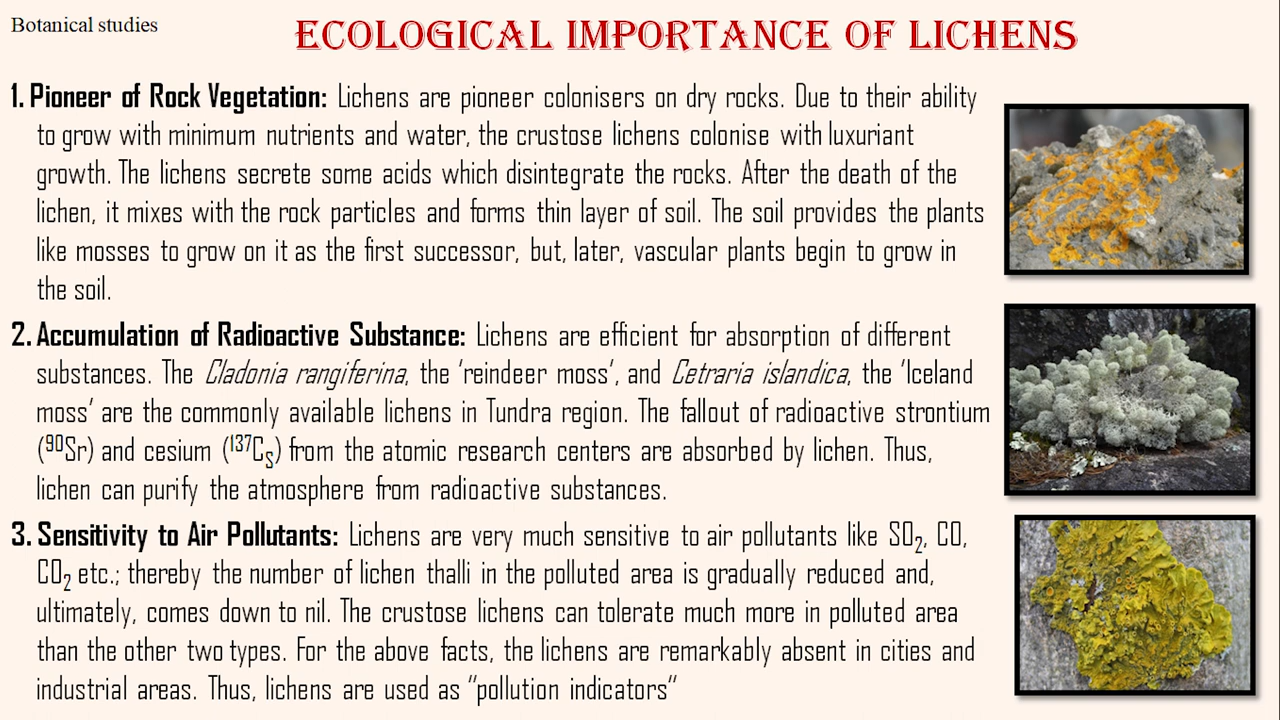 Botanical studies
ECOLOGICAL IMPORTANCE OF LICHENS
1. Pioneer of Rock Vegetation: Lichens are pioneer colonisers on dry rocks. Due to their ability
to grow with minimum nutrients and water, the crustose lichens colonise with luxuriant
growth. The lichens secrete some acids which disintegrate the rocks. After the death of the
lichen, it mixes with the rock particles and forms thin layer of soil. The soil provides the plants
like mosses to grow on it as the first successor, but, later, vascular plants begin to grow in
the soil.
2. Accumulation of Radioactive Substance: Lichens are efficient for absorption of different
substances. The Cladonia rangiferina, the ‘reindeer moss’, and Cetraria islandica, the ‘Iceland
moss’ are the commonly available lichens in Tundra region. The fallout of radioactive strontium
(⁹⁰Sr) and cesium (¹³⁷Cₛ) from the atomic research centers are absorbed by lichen. Thus,
lichen can purify the atmosphere from radioactive substances.
3. Sensitivity to Air Pollutants: Lichens are very much sensitive to air pollutants like SO₂, CO,
CO₂ etc.; thereby the number of lichen thalli in the polluted area is gradually reduced and,
ultimately, comes down to nil. The crustose lichens can tolerate much more in polluted area
than the other two types. For the above facts, the lichens are remarkably absent in cities and
industrial areas. Thus, lichens are used as “pollution indicators”